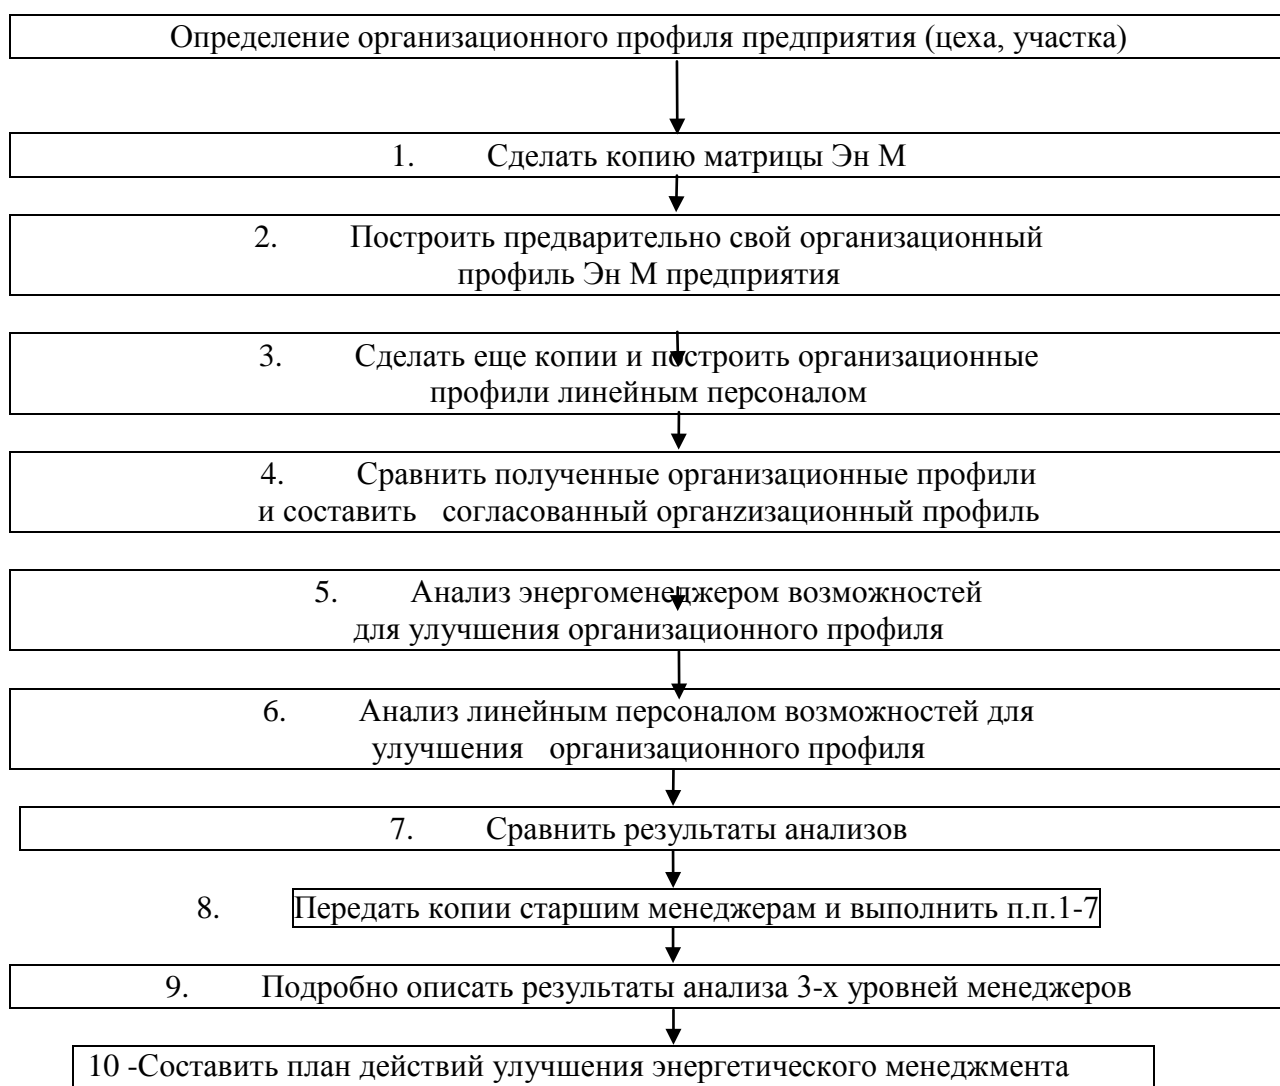 Определение организационного профиля предприятия (цеха, участка)
1. Сделать копию матрицы Эн М
2. Построить предварительно свой организационный
профиль Эн М предприятия
3. Сделать еще копии и построить организационные
профили линейным персоналом
4. Сравнить полученные организационные профили
и составить согласованный органzизационный профиль
5. Анализ энергоменеджером возможностей
для улучшения организационного профиля
6. Анализ линейным персоналом возможностей для
улучшения организационного профиля
7. Сравнить результаты анализов
8. Передать копии старшим менеджерам и выполнить п.п.1-7
9. Подробно описать результаты анализа 3-х уровней менеджеров
10 -Составить план действий улучшения энергетического менеджмента